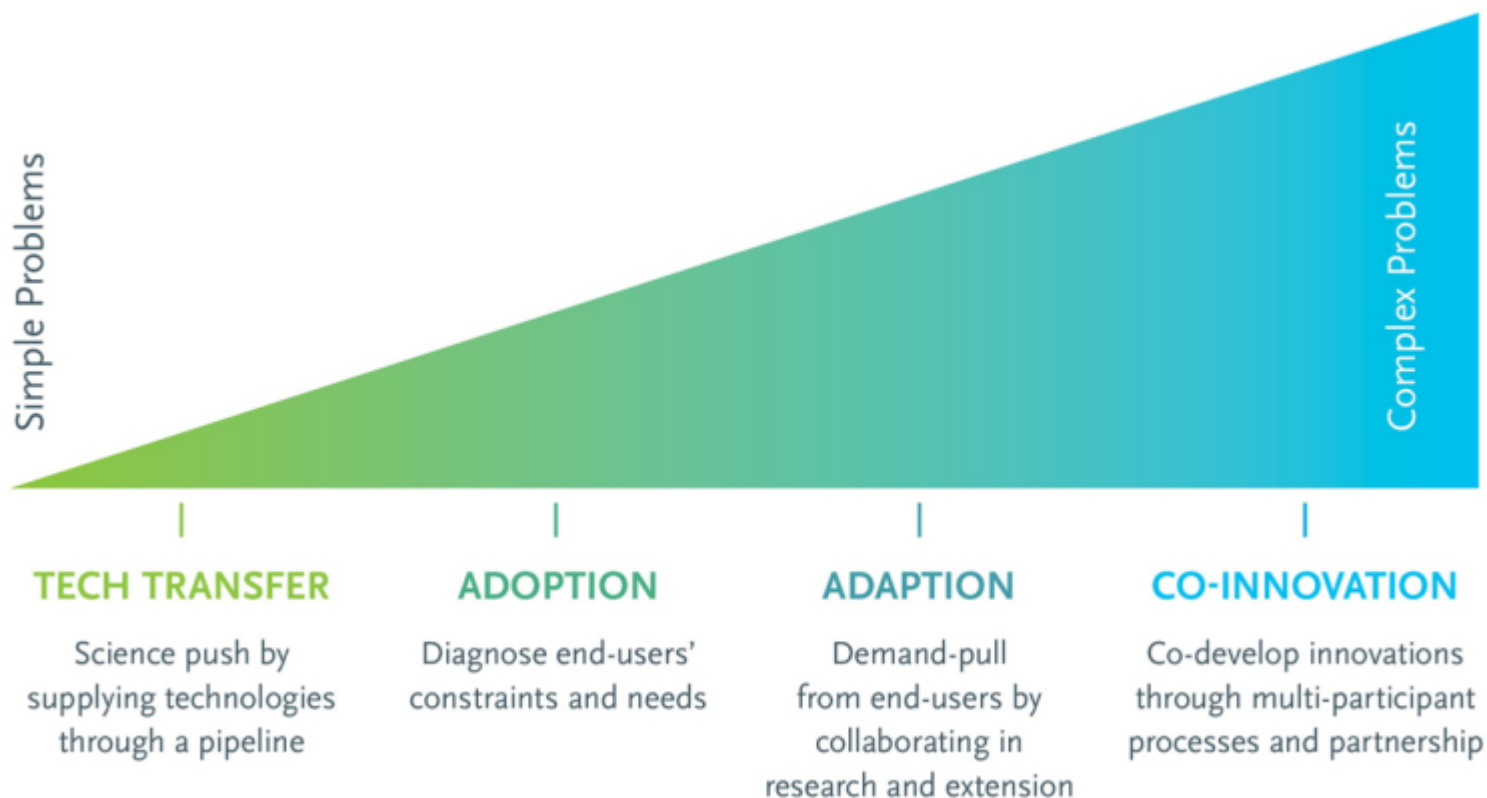 Simple Problems
Complex Problems
TECH TRANSFER
Science push by
supplying technologies
through a pipeline
ADOPTION
Diagnose end-users’
constraints and needs
ADAPTION
Demand-pull
from end-users by
collaborating in
research and extension
CO-INNOVATION
Co-develop innovations
through multi-participant
processes and partnership